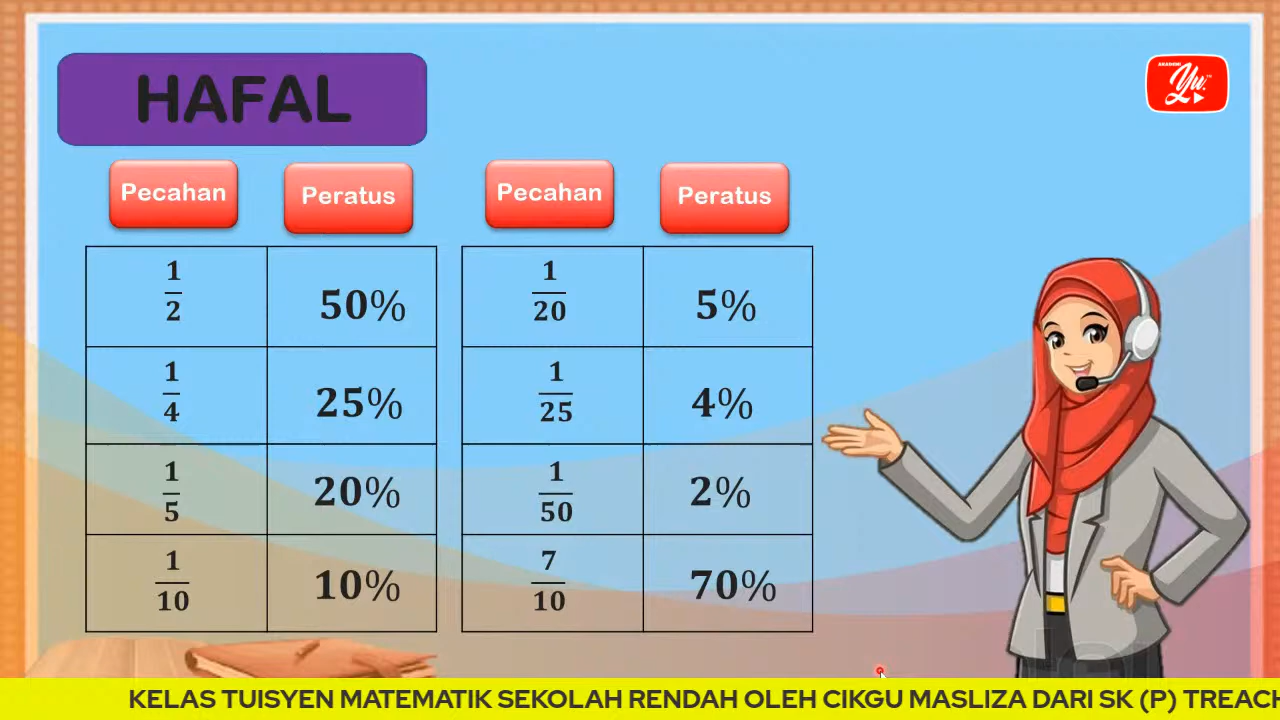 HAFAL
AKADEMI
Yu
Pecahan Peratus Pecahan Peratus
1/2 50% 1/20 5%
1/4 25% 1/25 4%
1/5 20% 1/50 2%
1/10 10% 7/10 70%
KELAS TUISYEN MATEMATIK SEKOLAH RENDAH OLEH CIKGU MASLIZA DARI SK (P) TREACH